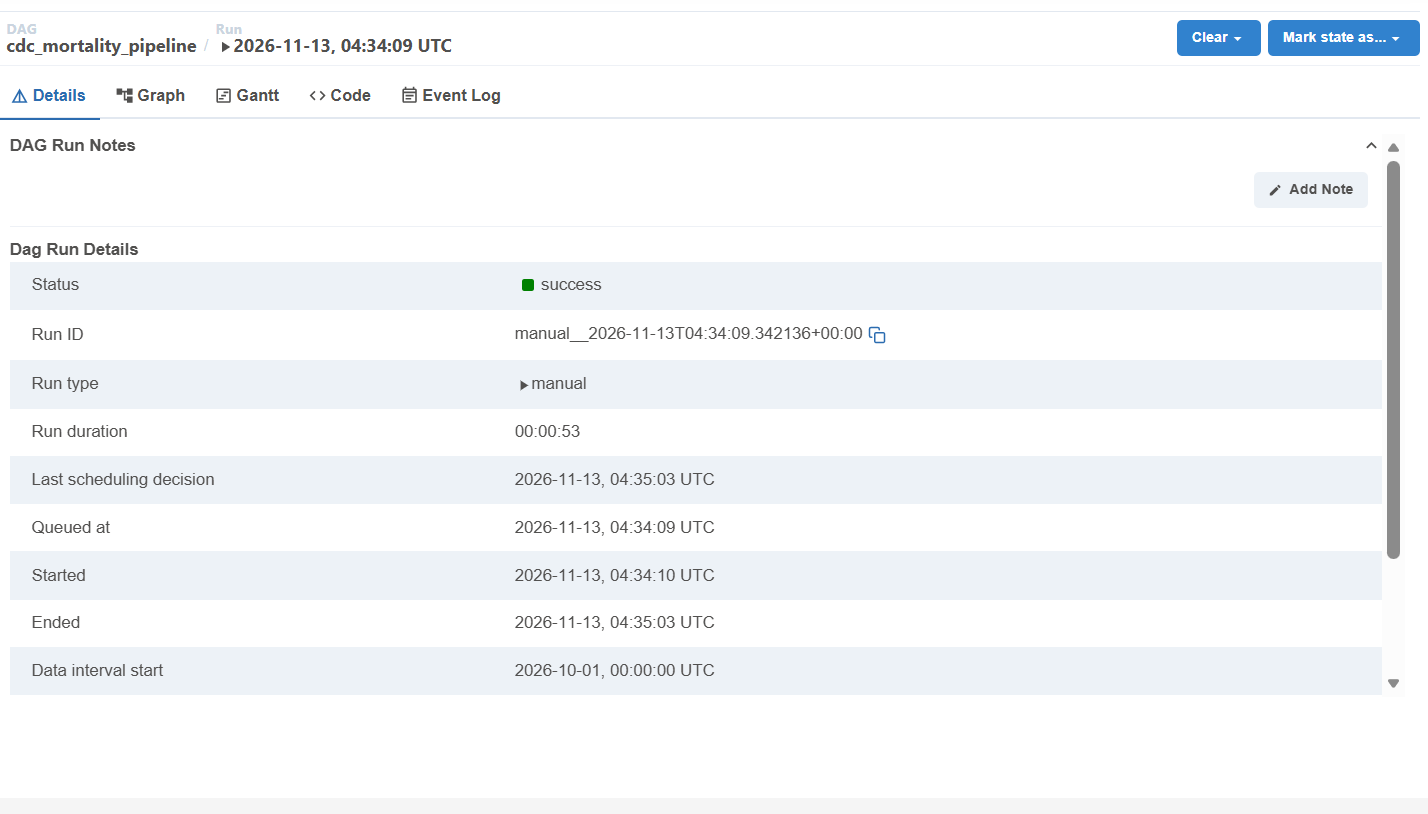 DAG Run
cdc_mortality_pipeline / 2026-11-13, 04:34:09 UTC
Clear Mark state as...
Details Graph Gantt Code Event Log
DAG Run Notes
Add Note
Dag Run Details
Status success
Run ID manual__2026-11-13T04:34:09.342136+00:00
Run type manual
Run duration 00:00:53
Last scheduling decision 2026-11-13, 04:35:03 UTC
Queued at 2026-11-13, 04:34:09 UTC
Started 2026-11-13, 04:34:10 UTC
Ended 2026-11-13, 04:35:03 UTC
Data interval start 2026-10-01, 00:00:00 UTC